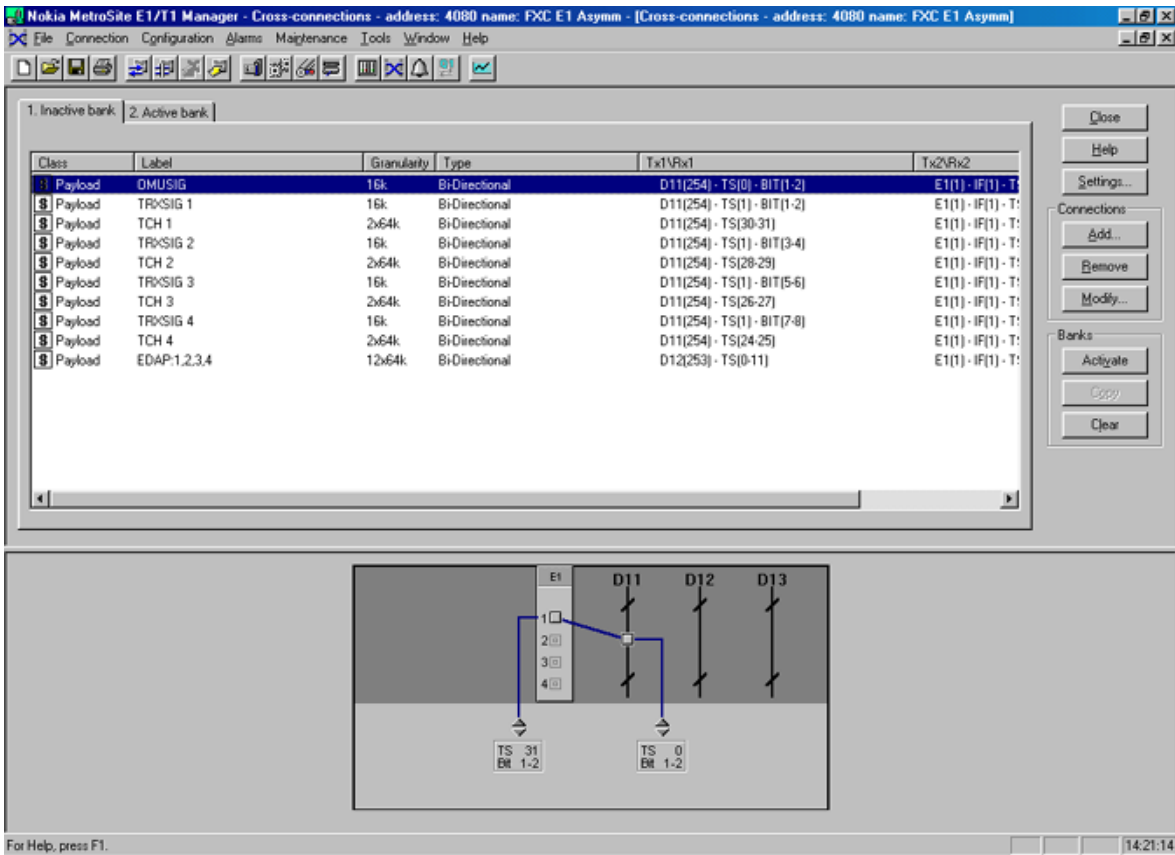 Nokia MetroSite E1/T1 Manager - Cross-connections - address: 4080 name: FXC E1 Asymm - [Cross-connections - address: 4080 name: FXC E1 Asymm]
File Connection Configuration Alarms Maintenance Tools Window Help
1. Inactive bank 2. Active bank
Class Label Granularity Type Tx1\Rx1 Tx2\Rx2
S Payload OMUSIG 16k Bi-Directional D11(254) - TS(0) - BIT(1-2) E1(1) - IF(1) - TS
S Payload TRXSIG 1 16k Bi-Directional D11(254) - TS(1) - BIT(1-2) E1(1) - IF(1) - TS
S Payload TCH 1 2x64k Bi-Directional D11(254) - TS(30-31) E1(1) - IF(1) - TS
S Payload TRXSIG 2 16k Bi-Directional D11(254) - TS(1) - BIT(3-4) E1(1) - IF(1) - TS
S Payload TCH 2 2x64k Bi-Directional D11(254) - TS(28-29) E1(1) - IF(1) - TS
S Payload TRXSIG 3 16k Bi-Directional D11(254) - TS(1) - BIT(5-6) E1(1) - IF(1) - TS
S Payload TCH 3 2x64k Bi-Directional D11(254) - TS(26-27) E1(1) - IF(1) - TS
S Payload TRXSIG 4 16k Bi-Directional D11(254) - TS(1) - BIT(7-8) E1(1) - IF(1) - TS
S Payload TCH 4 2x64k Bi-Directional D11(254) - TS(24-25) E1(1) - IF(1) - TS
S Payload EDAP:1,2,3,4 12x64k Bi-Directional D12(253) - TS(0-11) E1(1) - IF(1) - TS
Close
Help
Settings...
Connections
Add...
Remove
Modify...
Banks
Activate
Copy
Clear
E1 D11 D12 D13
1
2
3
4
TS 31 TS 0
Bit 1-2 Bit 1-2
For Help, press F1. 14:21:14